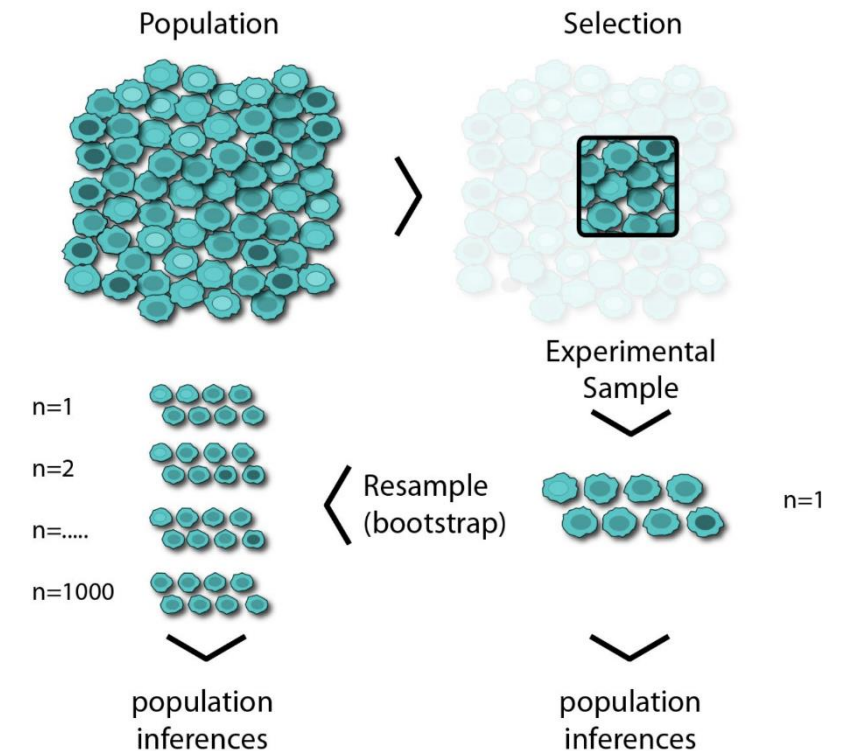 Population
Selection
Experimental
Sample
n=1
Resample
(bootstrap)
n=1
n=2
n=.....
n=1000
population
inferences
population
inferences